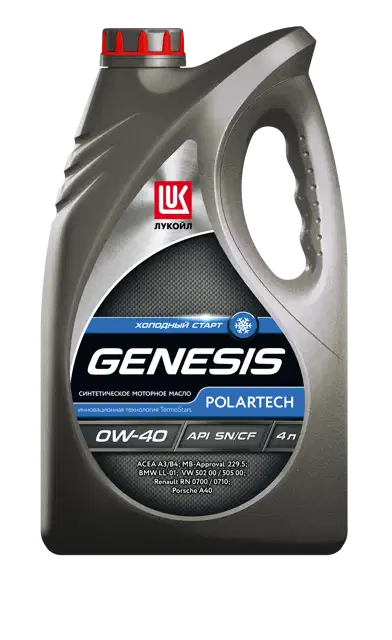 LUK
ЛУКОЙЛ
ХОЛОДНЫЙ СТАРТ
GENESIS
СИНТЕТИЧЕСКОЕ МОТОРНОЕ МАСЛО
POLARTECH
инновационная технология TermoStars
0W-40
API SN/CF
4 л
ACEA A3/B4; MB-Approval 229.5;
BMW LL-01; VW 502 00 / 505 00;
Renault RN 0700 / 0710;
Porsche A40